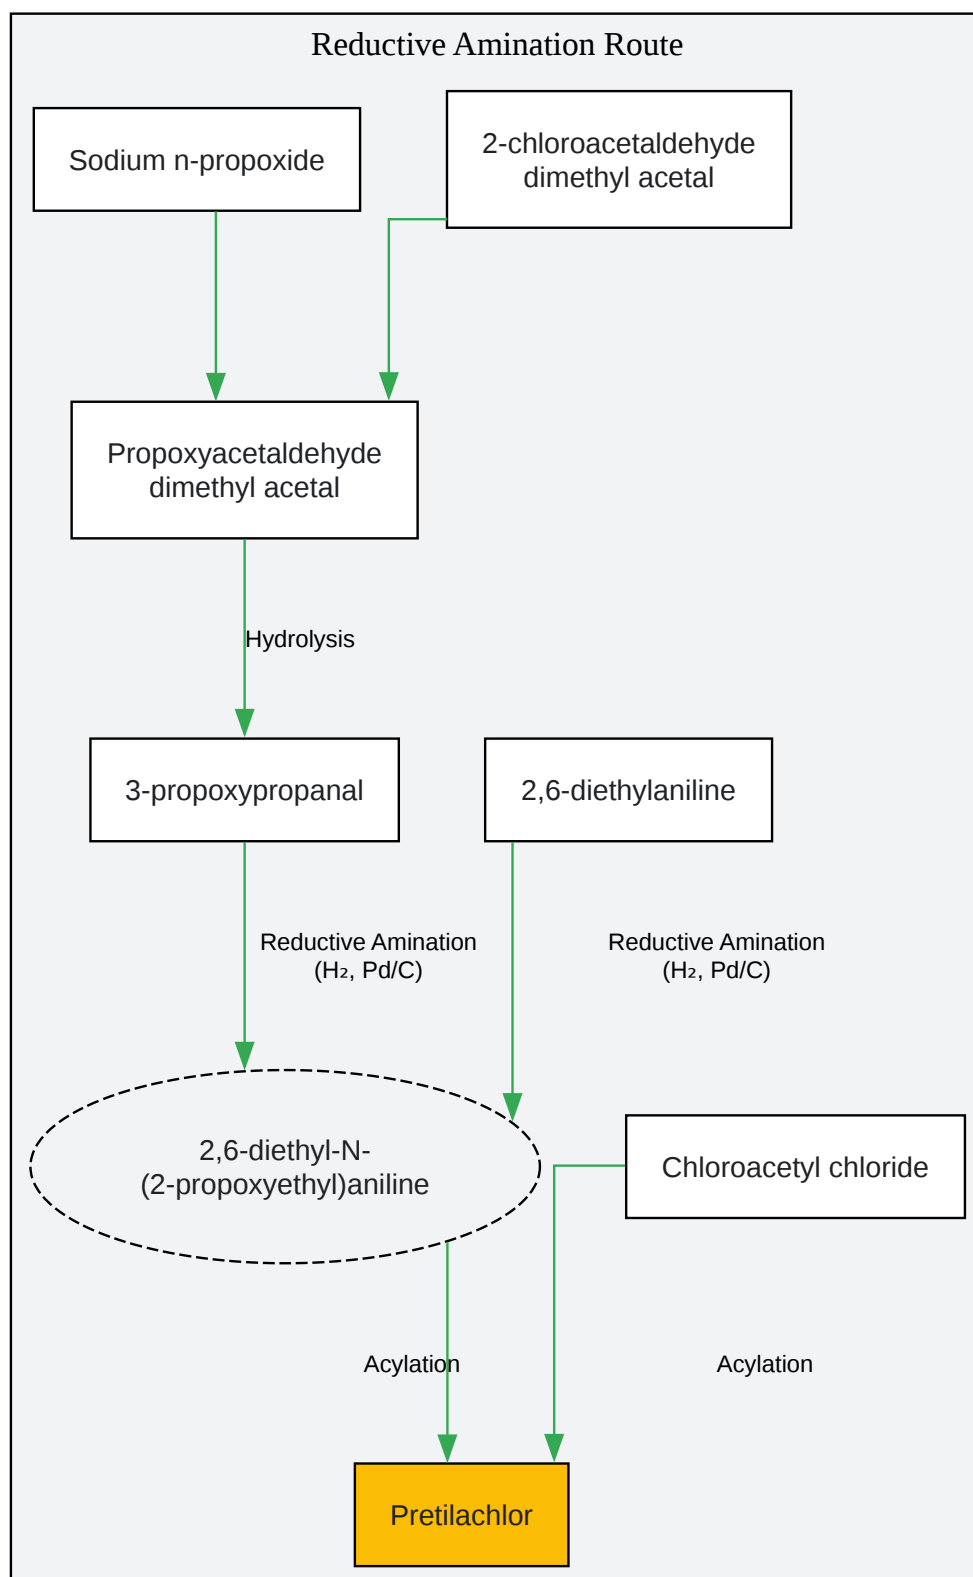 Reductive Amination Route
Sodium n-propoxide
2-chloroacetaldehyde
dimethyl acetal
Propoxyacetaldehyde
dimethyl acetal
Hydrolysis
3-propoxypropanal
2,6-diethylaniline
Reductive Amination
(H₂, Pd/C)
Reductive Amination
(H₂, Pd/C)
2,6-diethyl-N-
(2-propoxyethyl)aniline
Chloroacetyl chloride
Acylation
Acylation
Pretilachlor